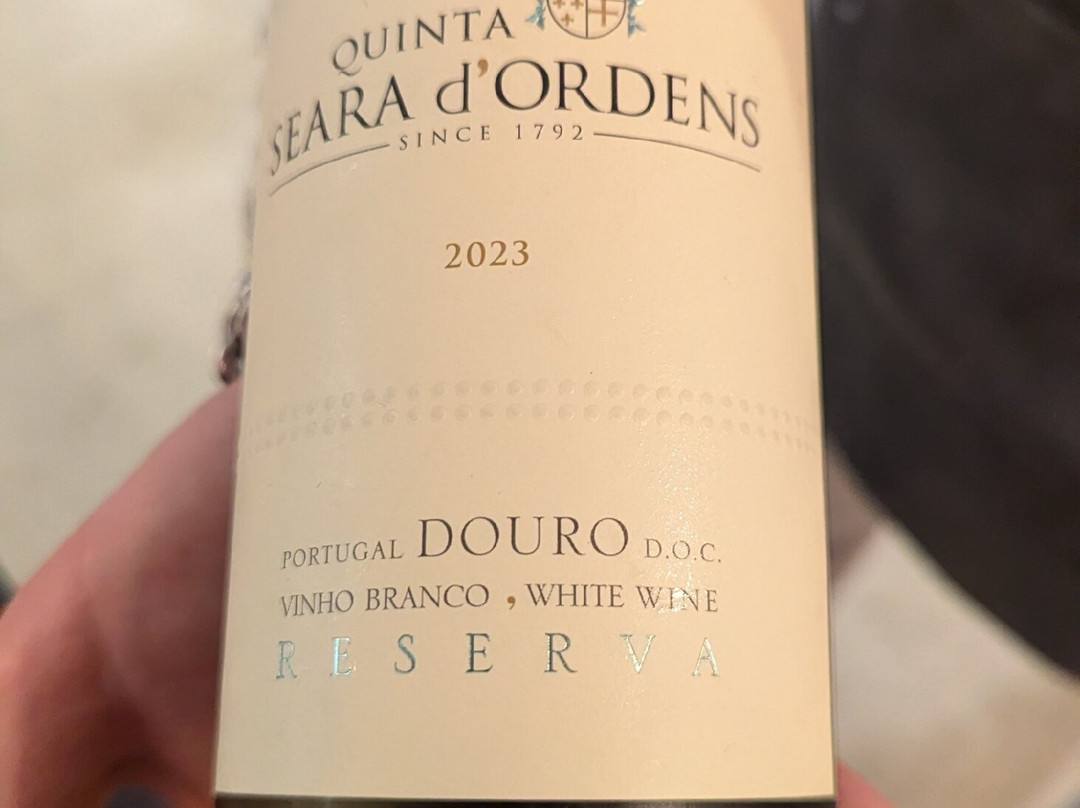 QUINTA
SEARA d'ORDENS
SINCE 1792
2023
PORTUGAL DOURO D.O.C.
VINHO BRANCO , WHITE WINE
RESERVA